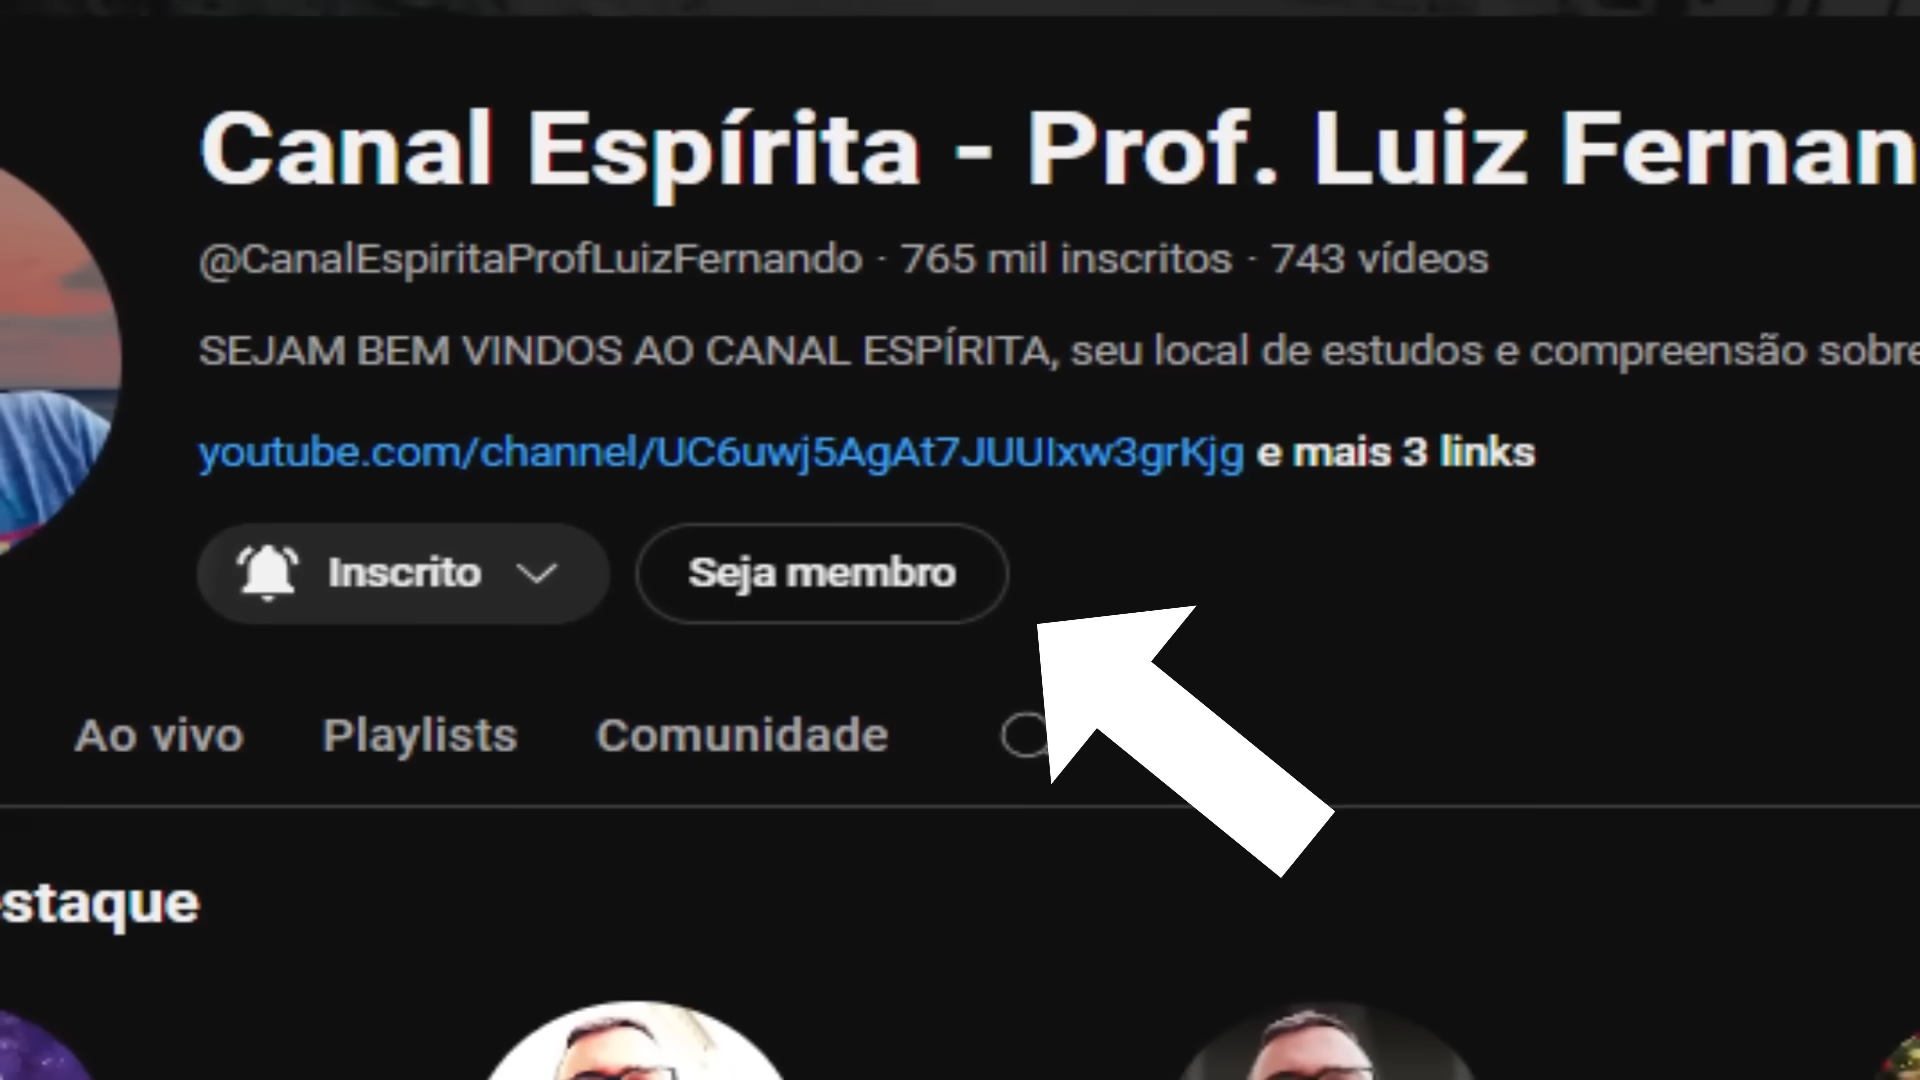 Canal Espírita - Prof. Luiz Fernan
@CanalEspiritaProfLuizFernando · 765 mil inscritos · 743 vídeos
SEJAM BEM VINDOS AO CANAL ESPÍRITA, seu local de estudos e compreensão sobre
youtube.com/channel/UC6uwj5AgAt7JUUIxw3grKjg e mais 3 links
Inscrito
Seja membro
Ao vivo Playlists Comunidade
staque